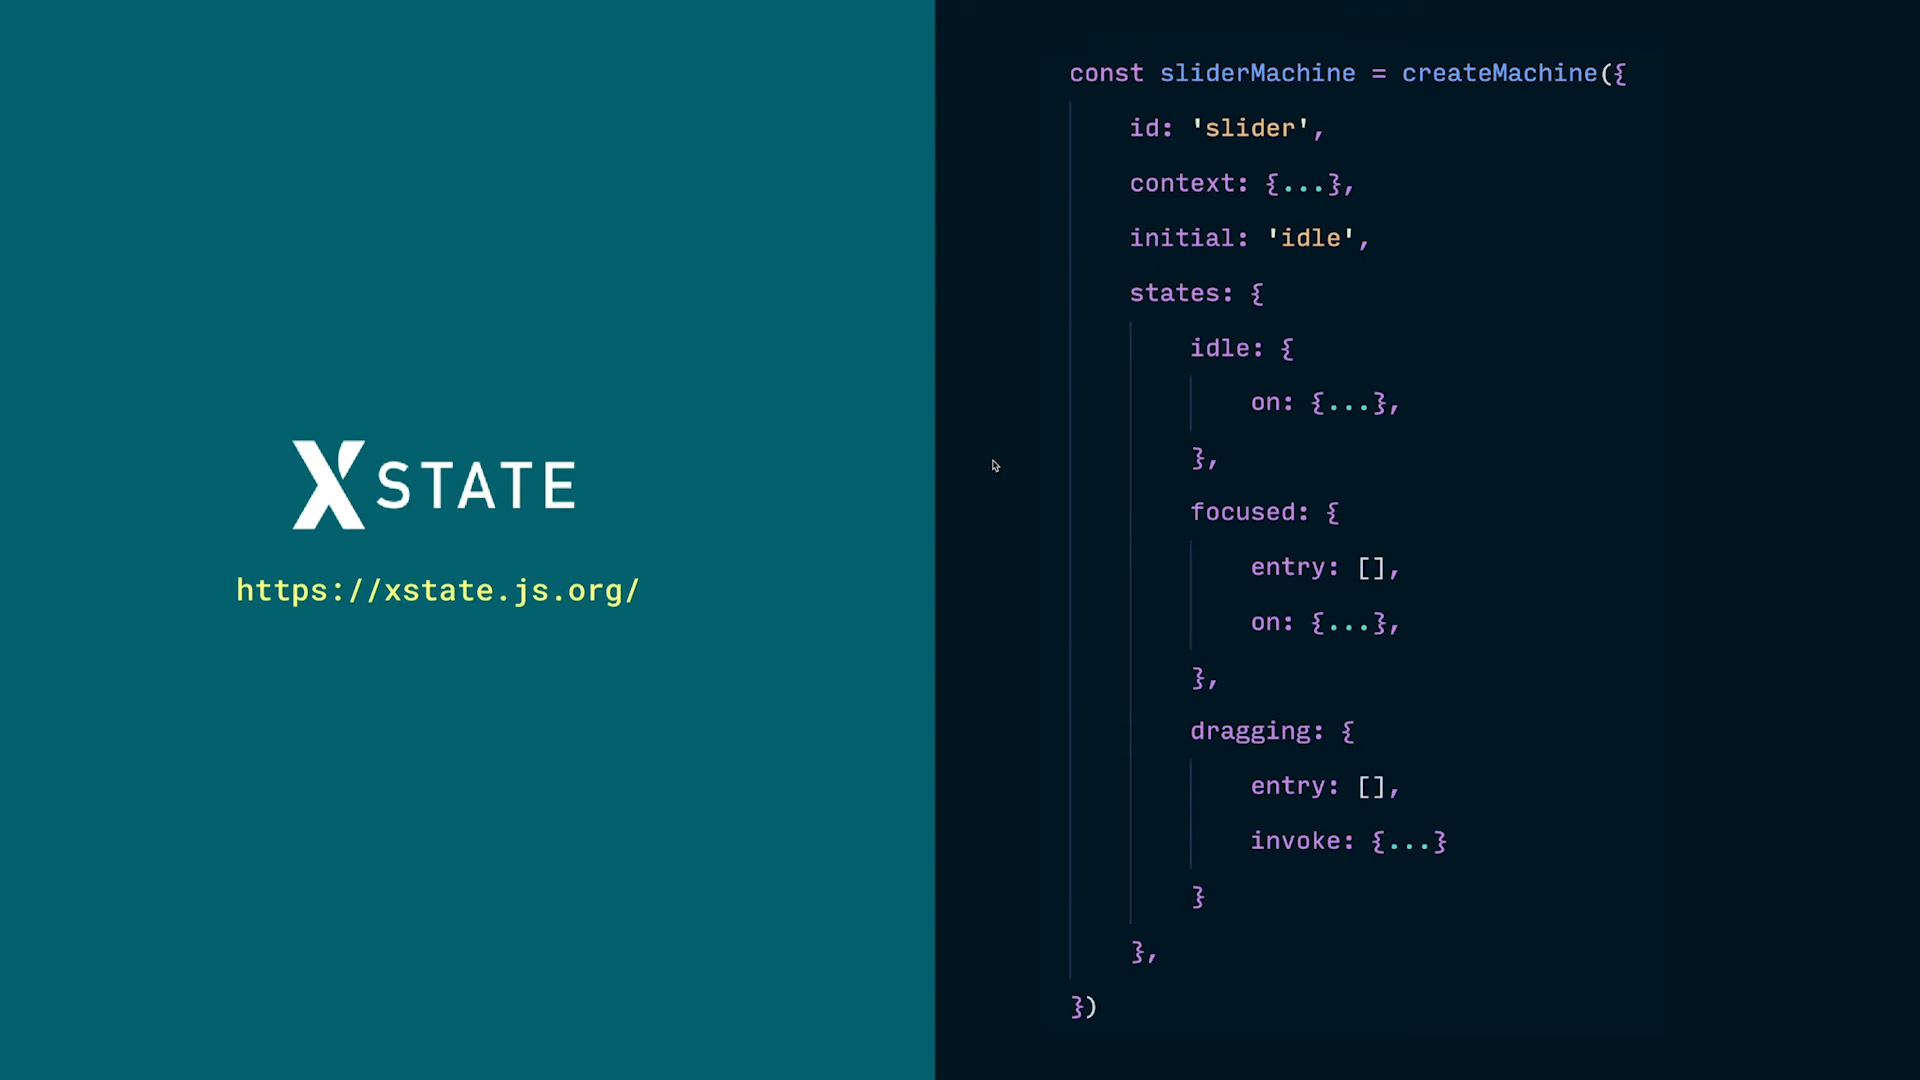 XSTATE
https://xstate.js.org/
const sliderMachine = createMachine({
id: 'slider',
context: {...},
initial: 'idle',
states: {
idle: {
on: {...},
},
focused: {
entry: [],
on: {...},
},
dragging: {
entry: [],
invoke: {...}
}
},
})